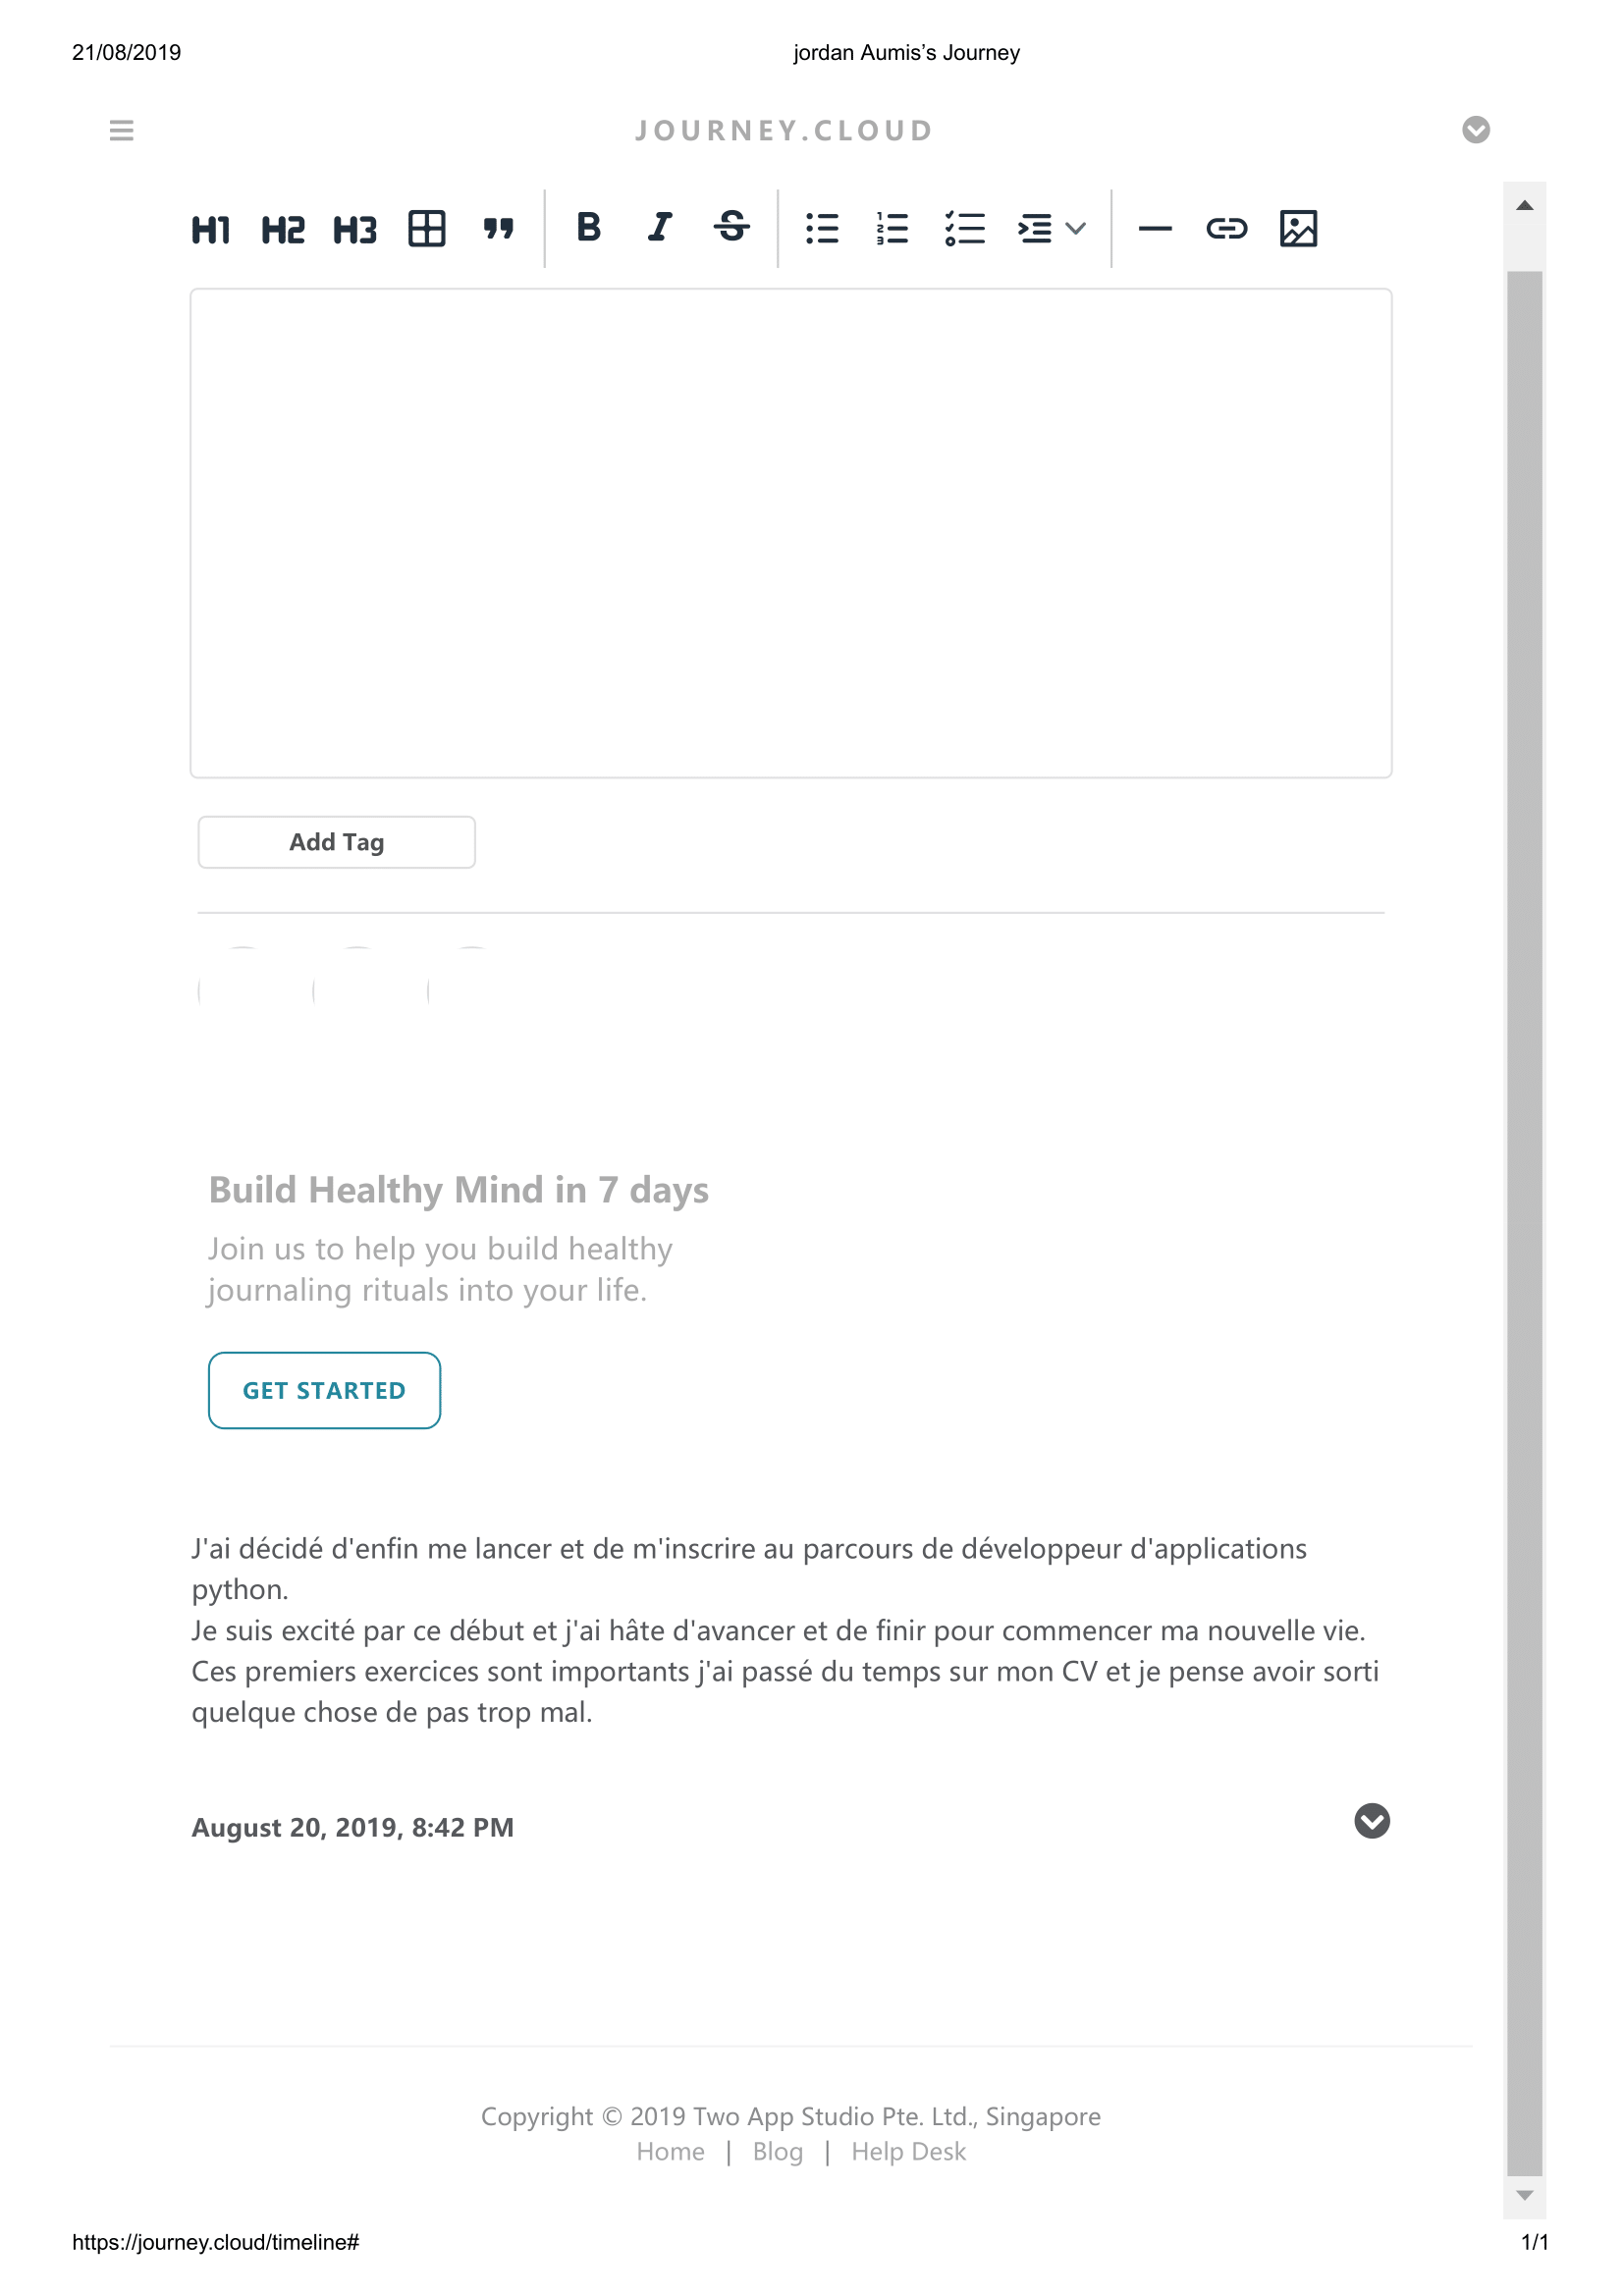 21/08/2019 jordan Aumis’s Journey
JOURNEY.CLOUD
H1 H2 H3 B I S
Add Tag
Build Healthy Mind in 7 days
Join us to help you build healthy
journaling rituals into your life.
GET STARTED
J'ai décidé d'enfin me lancer et de m'inscrire au parcours de développeur d'applications
python.
Je suis excité par ce début et j'ai hâte d'avancer et de finir pour commencer ma nouvelle vie.
Ces premiers exercices sont importants j'ai passé du temps sur mon CV et je pense avoir sorti
quelque chose de pas trop mal.
August 20, 2019, 8:42 PM
Copyright © 2019 Two App Studio Pte. Ltd., Singapore
Home | Blog | Help Desk
https://journey.cloud/timeline# 1/1